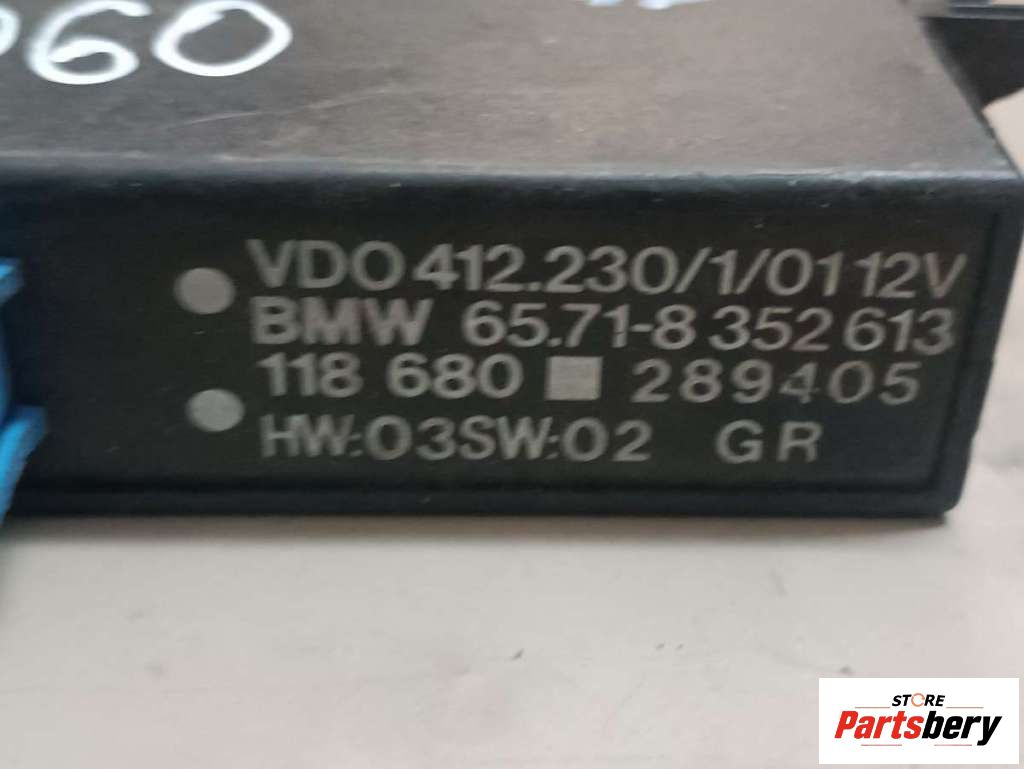 060
VDO 412.230/1/01 12V
BMW 65.71-8 352 613
118 680 289405
HW:03SW:02 GR
STORE
Partsbery